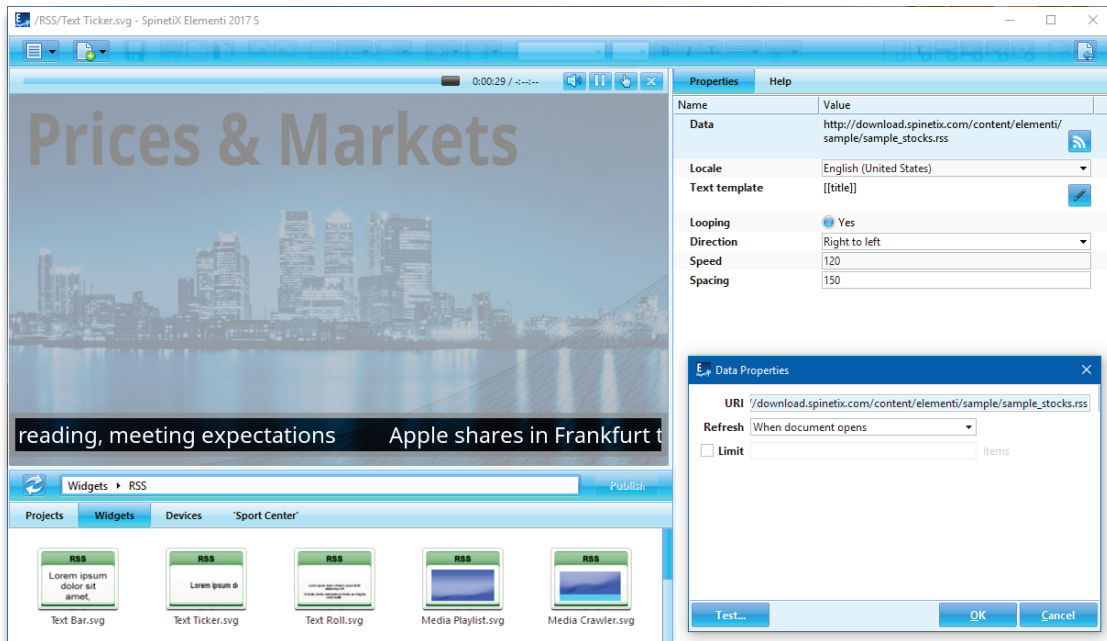 /RSS/Text Ticker.svg - SpinetiX Elementi 2017 S
0:00:29 / -:--:--
Prices & Markets
reading, meeting expectations Apple shares in Frankfurt t
Widgets RSS
Publish
Projects Widgets Devices 'Sport Center'
RSS
Lorem ipsum
dolor sit
amet,
Text Bar.svg
RSS
Lorem ipsum d
Text Ticker.svg
RSS
Text Roll.svg
RSS
Media Playlist.svg
RSS
Media Crawler.svg
Properties Help
Name Value
Data http://download.spinetix.com/content/elementi/
sample/sample_stocks.rss
Locale English (United States)
Text template [[title]]
Looping Yes
Direction Right to left
Speed 120
Spacing 150
Data Properties
URI '/download.spinetix.com/content/elementi/sample/sample_stocks.rss
Refresh When document opens
Limit Items
Test... OK Cancel